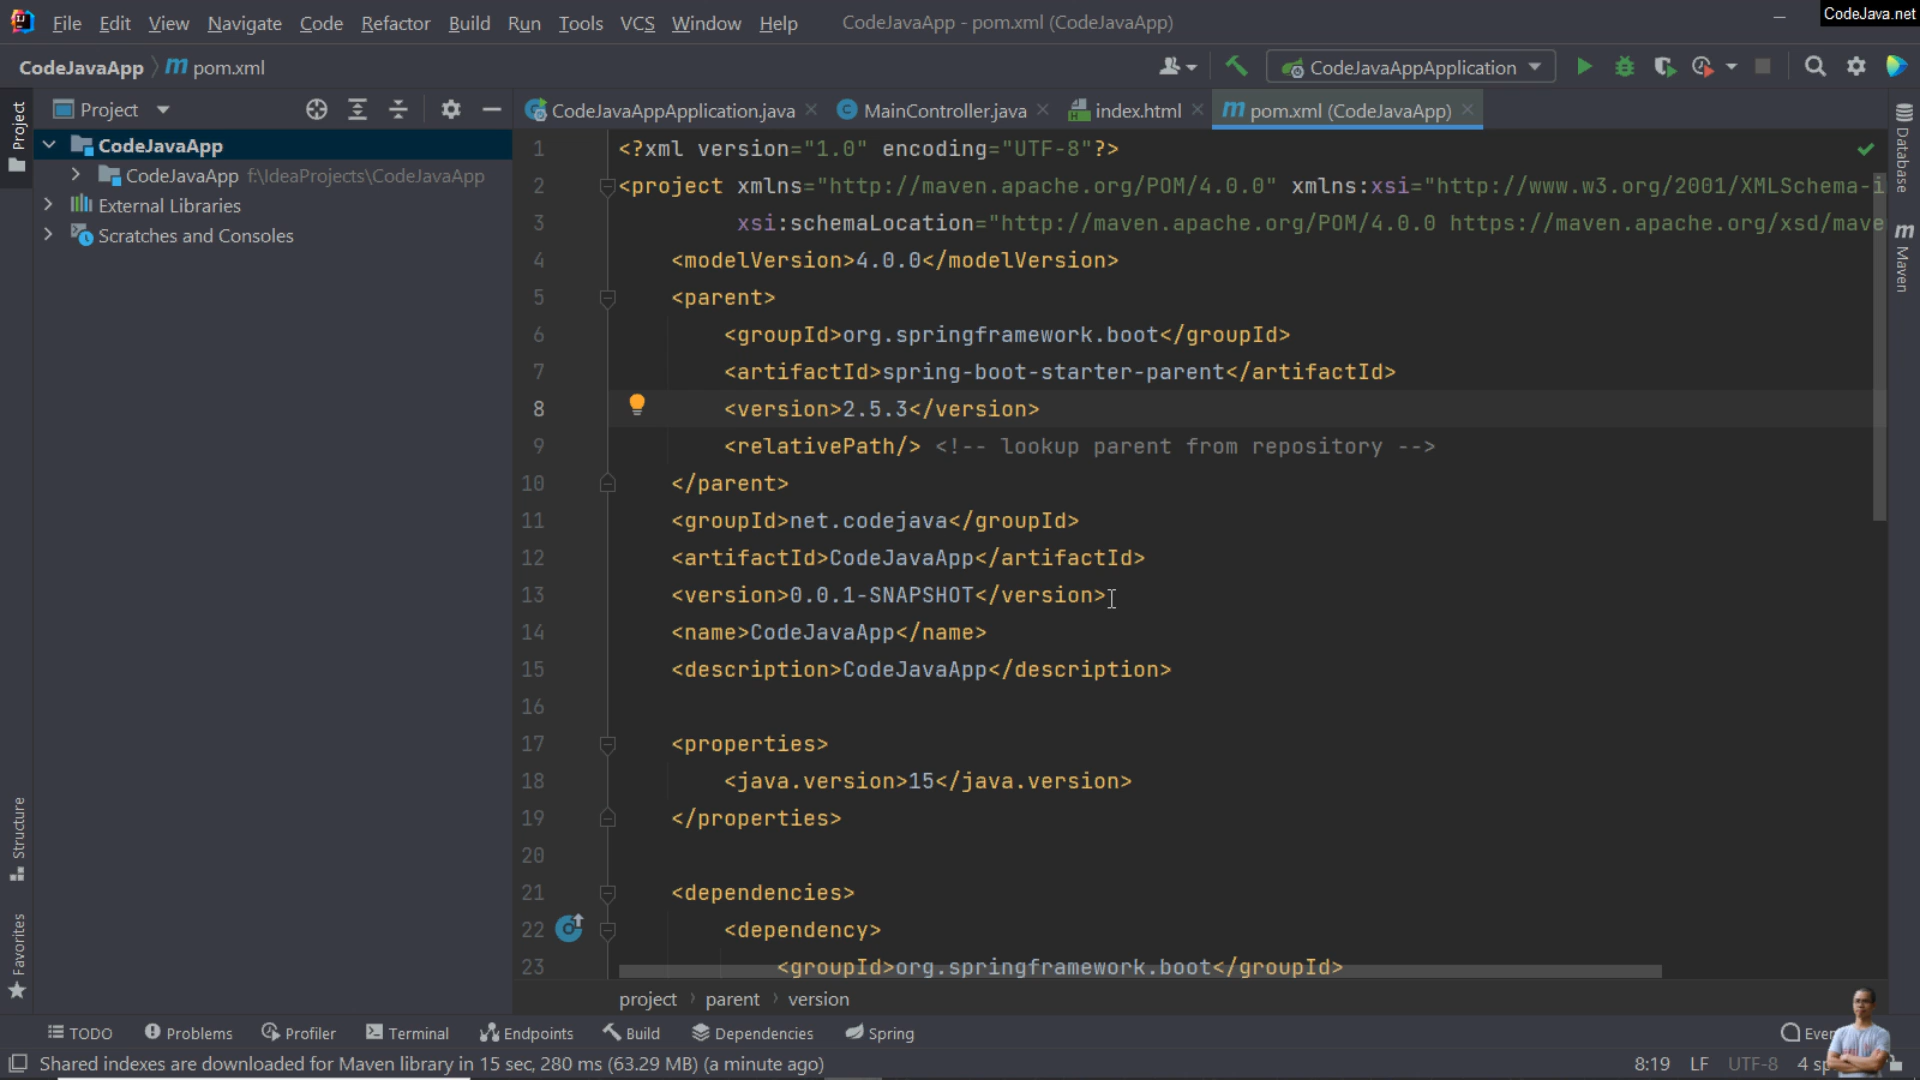 File Edit View Navigate Code Refactor Build Run Tools VCS Window Help CodeJavaApp - pom.xml (CodeJavaApp)
CodeJava.net
CodeJavaApp pom.xml
CodeJavaAppApplication
Project
Project
CodeJavaAppApplication.java MainController.java index.html pom.xml (CodeJavaApp)
CodeJavaApp
CodeJavaApp f:\IdeaProjects\CodeJavaApp
External Libraries
Scratches and Consoles
Structure
Favorites
1 <?xml version="1.0" encoding="UTF-8"?>
2 <project xmlns="http://maven.apache.org/POM/4.0.0" xmlns:xsi="http://www.w3.org/2001/XMLSchema-i
3 xsi:schemaLocation="http://maven.apache.org/POM/4.0.0 https://maven.apache.org/xsd/mave
4 <modelVersion>4.0.0</modelVersion>
5 <parent>
6 <groupId>org.springframework.boot</groupId>
7 <artifactId>spring-boot-starter-parent</artifactId>
8 <version>2.5.3</version>
9 <relativePath/> <!-- lookup parent from repository -->
10 </parent>
11 <groupId>net.codejava</groupId>
12 <artifactId>CodeJavaApp</artifactId>
13 <version>0.0.1-SNAPSHOT</version>
14 <name>CodeJavaApp</name>
15 <description>CodeJavaApp</description>
16
17 <properties>
18 <java.version>15</java.version>
19 </properties>
20
21 <dependencies>
22 <dependency>
23 <groupId>org.springframework.boot</groupId>
Database
Maven
project parent version
TODO Problems Profiler Terminal Endpoints Build Dependencies Spring
Shared indexes are downloaded for Maven library in 15 sec, 280 ms (63.29 MB) (a minute ago)
8:19 LF UTF-8 4